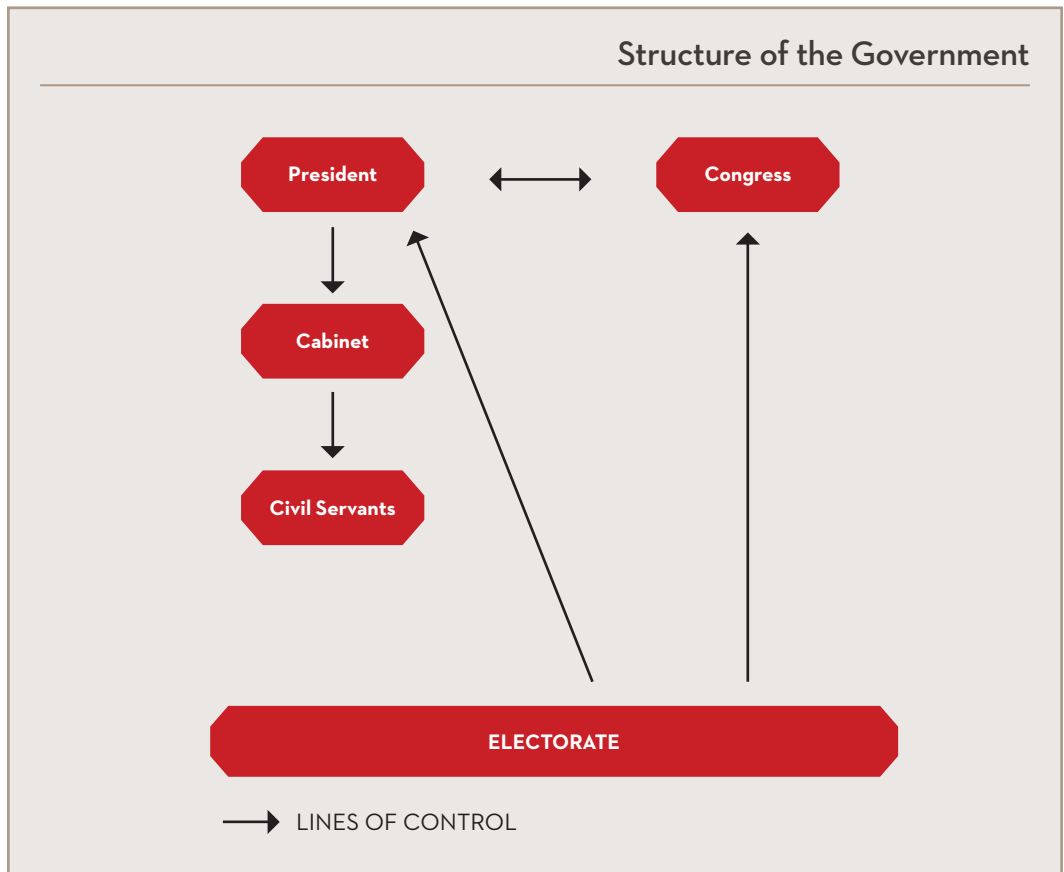 Structure of the Government
President
Congress
Cabinet
Civil Servants
ELECTORATE
LINES OF CONTROL